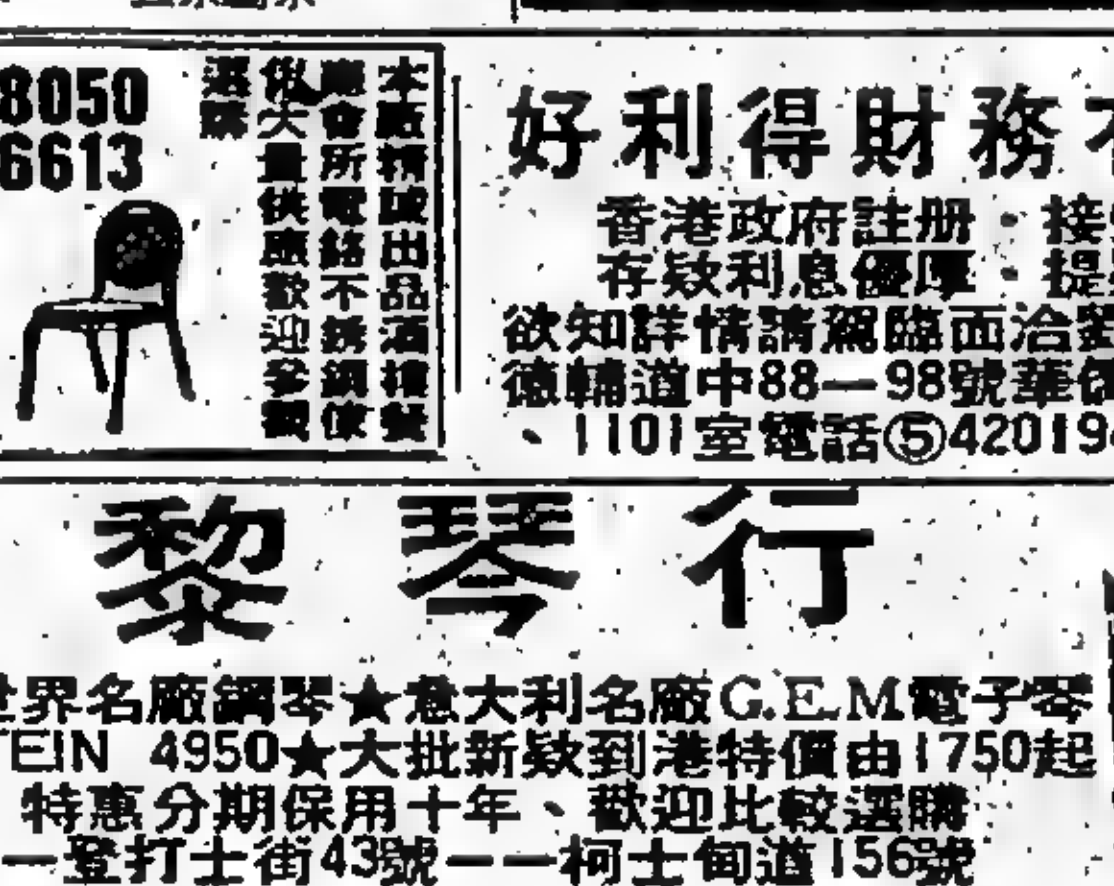 8050
6613
本廠精誠出品酒樓餐
廳會所電鉻不銹鋼傢
俬大量供應歡迎參觀
選購
好利得財務
香港政府註册・接
存欵利息優厚・提
欲知詳情請駕臨面洽
德輔道中88—98號華
、1101室電話⑤420194
黎琴行
世界名廠鋼琴★意大利名廠G.E.M電子琴
TEIN 4950★大批新欵到港特價由1750起
特惠分期保用十年、歡迎比較選購
—登打士街43號——柯士甸道156號